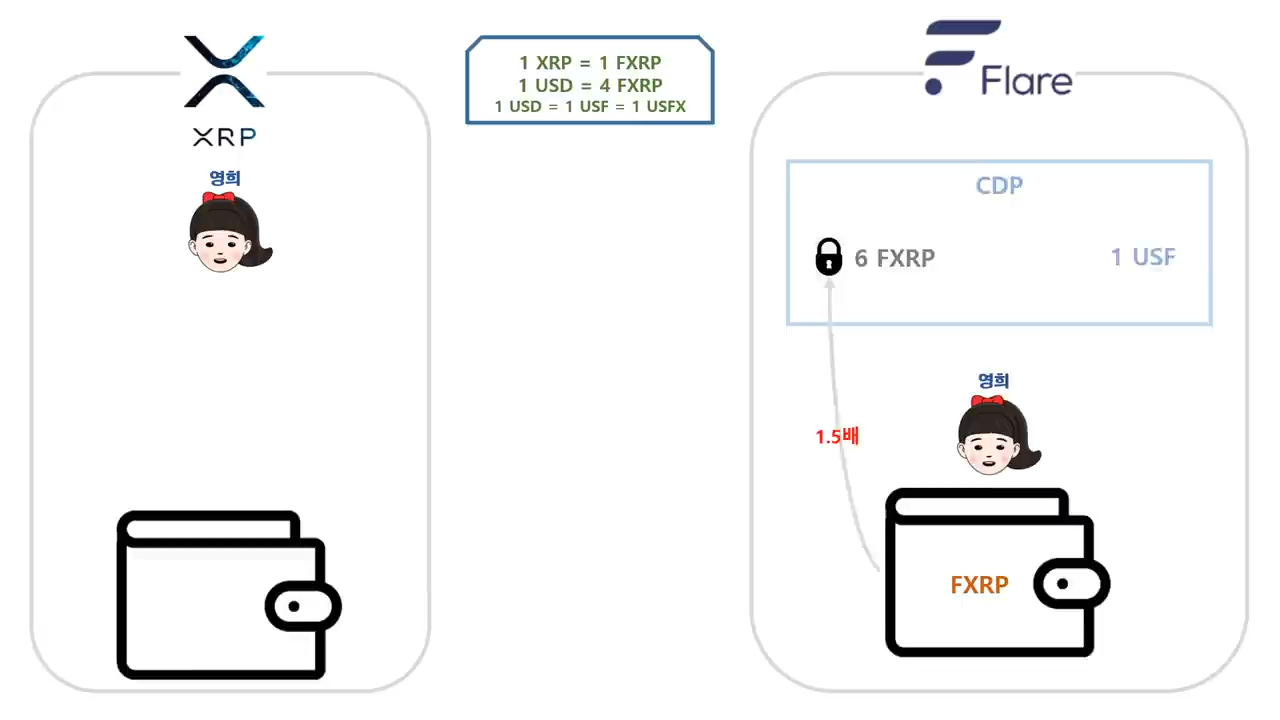 1 XRP = 1 FXRP
1 USD = 4 FXRP
1 USD = 1 USF = 1 USFX
XRP
영희
Flare
CDP
6 FXRP
1 USF
영희
1.5배
FXRP